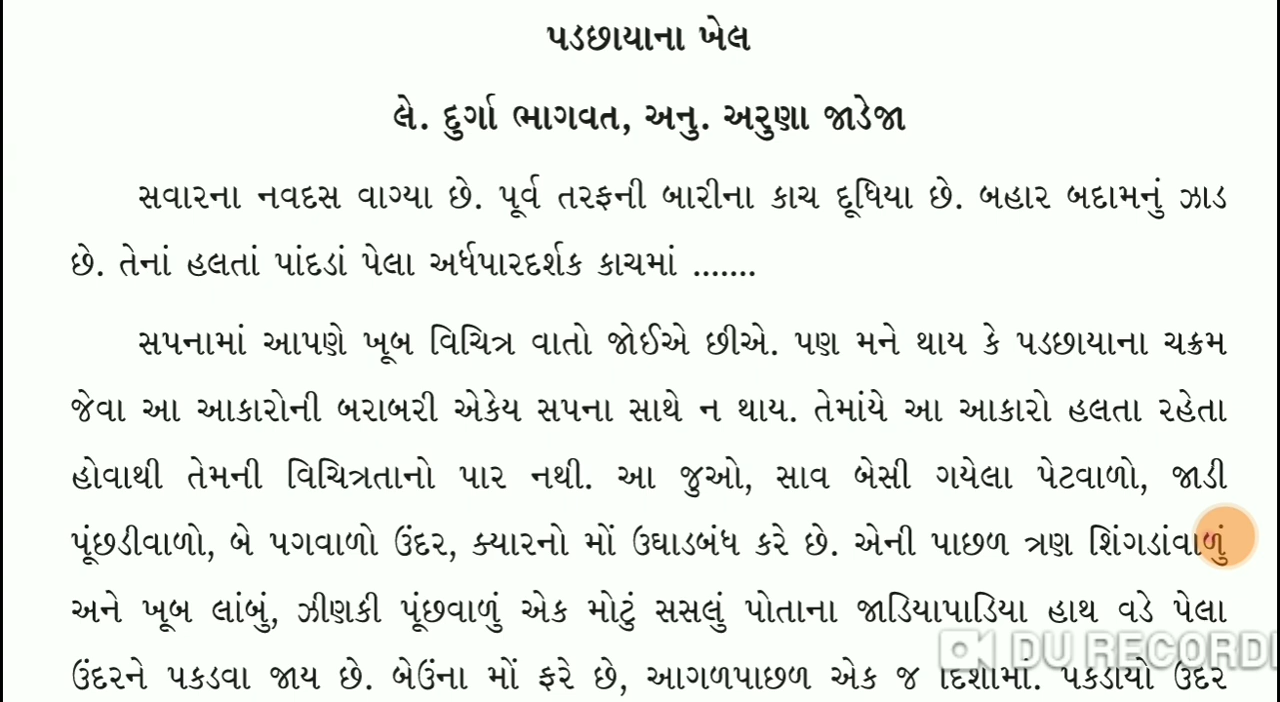 પડછાયાના ખેલ
લે. દુર્ગા ભાગવત, અનુ. અરુણા જાડેજા
સવારના નવદસ વાગ્યા છે. પૂર્વ તરફની બારીના કાચ દૂધિયા છે. બહાર બદામનું ઝાડ
છે. તેનાં હલતાં પાંદડાં પેલા અર્ધપારદર્શક કાચમાં .......
સપનામાં આપણે ખૂબ વિચિત્ર વાતો જોઈએ છીએ. પણ મને થાય કે પડછાયાના ચક્રમ
જેવા આ આકારોની બરાબરી એકેય સપના સાથે ન થાય. તેમાંયે આ આકારો હલતા રહેતા
હોવાથી તેમની વિચિત્રતાનો પાર નથી. આ જુઓ, સાવ બેસી ગયેલા પેટવાળો, જાડી
પૂંછડીવાળો, બે પગવાળો ઉંદર, ક્યારનો મોં ઉઘાડબંધ કરે છે. એની પાછળ ત્રણ શિંગડાંવાળું
અને ખૂબ લાંબું, ઝીણકી પૂંછવાળું એક મોટું સસલું પોતાના જાડિયાપાડિયા હાથ વડે પેલા
ઉંદરને પકડવા જાય છે. બેઉંના મોં ફરે છે, આગળપાછળ એક જ દિશામાં. પકડાયો ઉંદર
DU RECORD